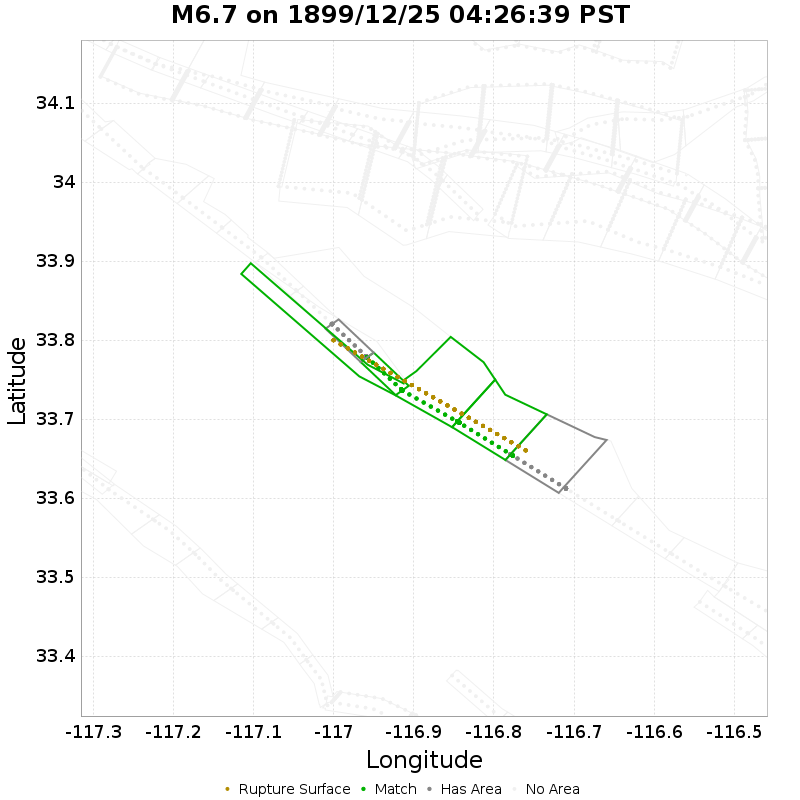 M6.7 on 1899/12/25 04:26:39 PST
34.1
34
33.9
33.8
33.7
33.6
33.5
33.4
Latitude
-117.3 -117.2 -117.1 -117 -116.9 -116.8 -116.7 -116.6 -116.5
Longitude
Rupture Surface Match Has Area No Area